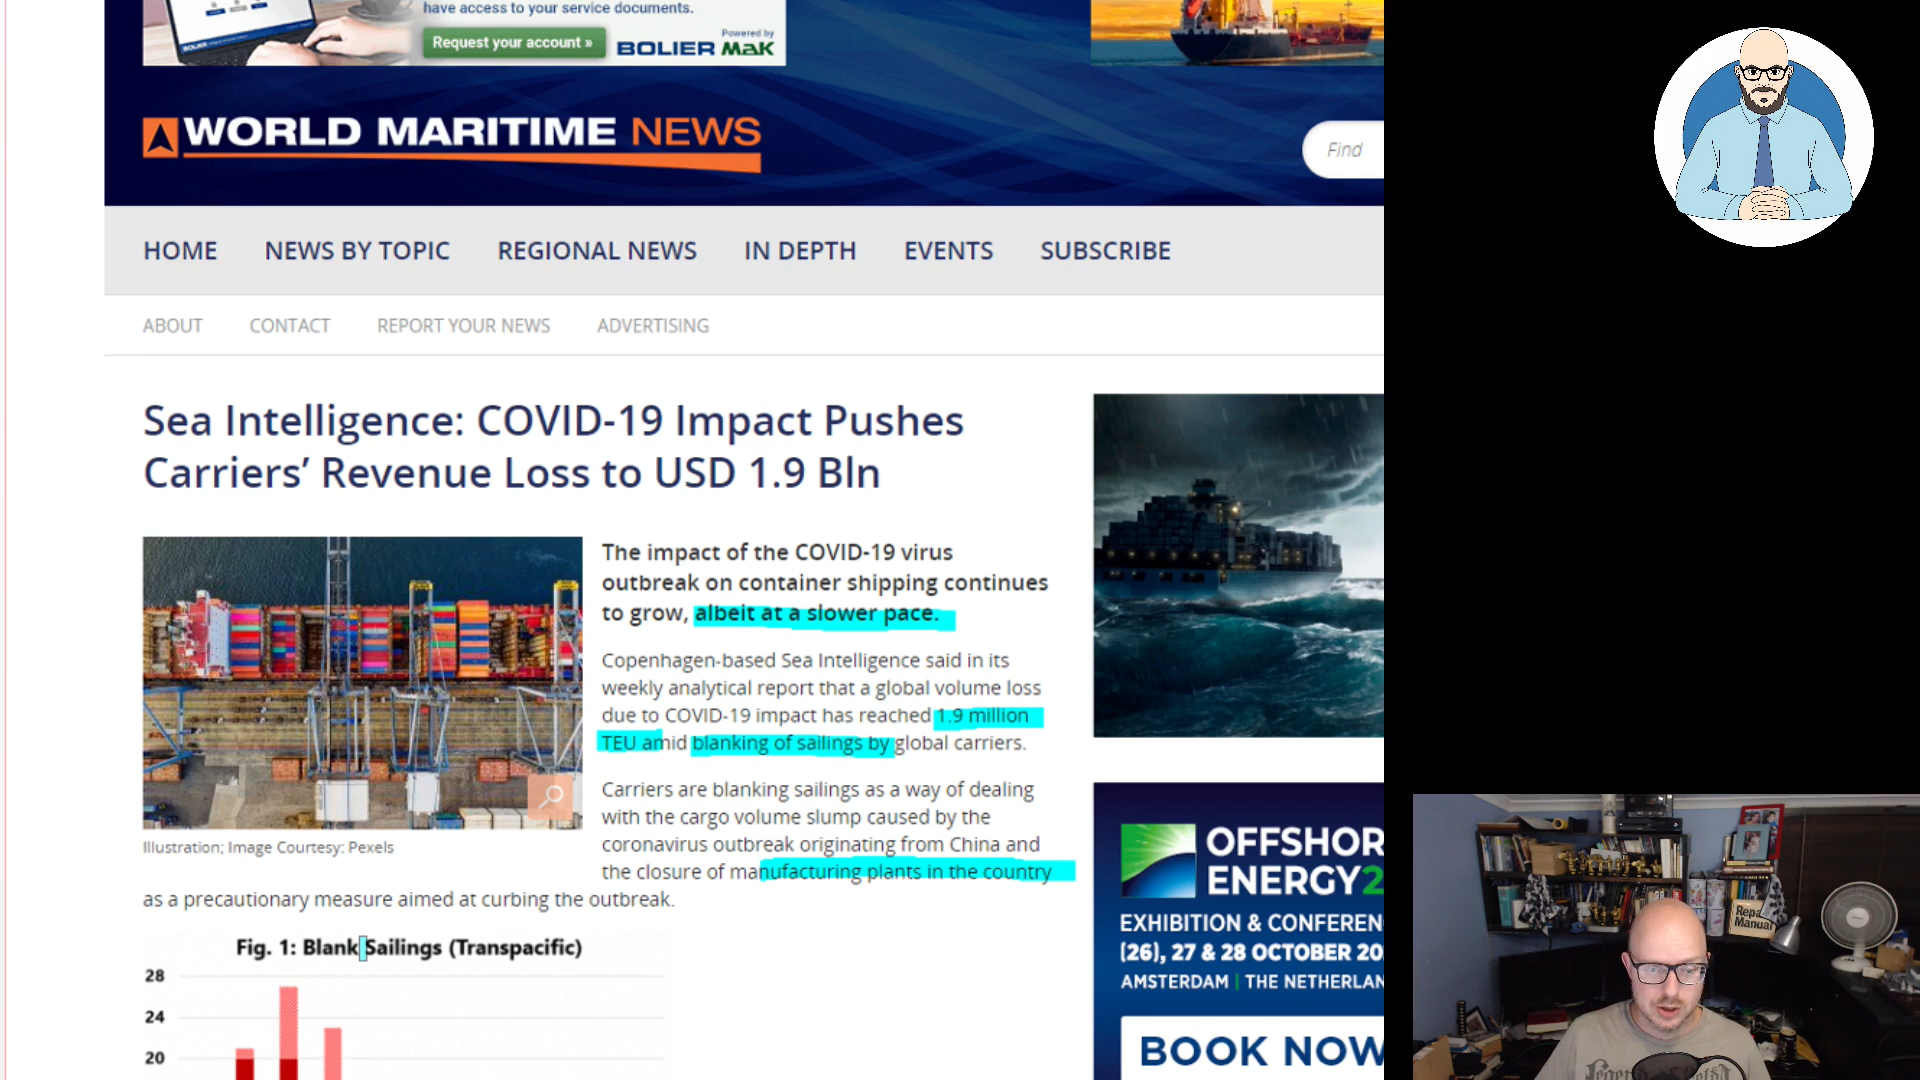 have access to your service documents.
Request your account »
Powered by
BOLIER MaK
WORLD MARITIME NEWS
Find
HOME NEWS BY TOPIC REGIONAL NEWS IN DEPTH EVENTS SUBSCRIBE
ABOUT CONTACT REPORT YOUR NEWS ADVERTISING
Sea Intelligence: COVID-19 Impact Pushes
Carriers’ Revenue Loss to USD 1.9 Bln
The impact of the COVID-19 virus
outbreak on container shipping continues
to grow, albeit at a slower pace.
Copenhagen-based Sea Intelligence said in its
weekly analytical report that a global volume loss
due to COVID-19 impact has reached 1.9 million
TEU amid blanking of sailings by global carriers.
Carriers are blanking sailings as a way of dealing
with the cargo volume slump caused by the
coronavirus outbreak originating from China and
the closure of manufacturing plants in the country
as a precautionary measure aimed at curbing the outbreak.
Illustration; Image Courtesy: Pexels
Fig. 1: Blank Sailings (Transpacific)
28
24
20
OFFSHOR
ENERGY2
EXHIBITION & CONFEREN
(26), 27 & 28 OCTOBER 20
AMSTERDAM | THE NETHERLAN
BOOK NOW
Repa
Manual